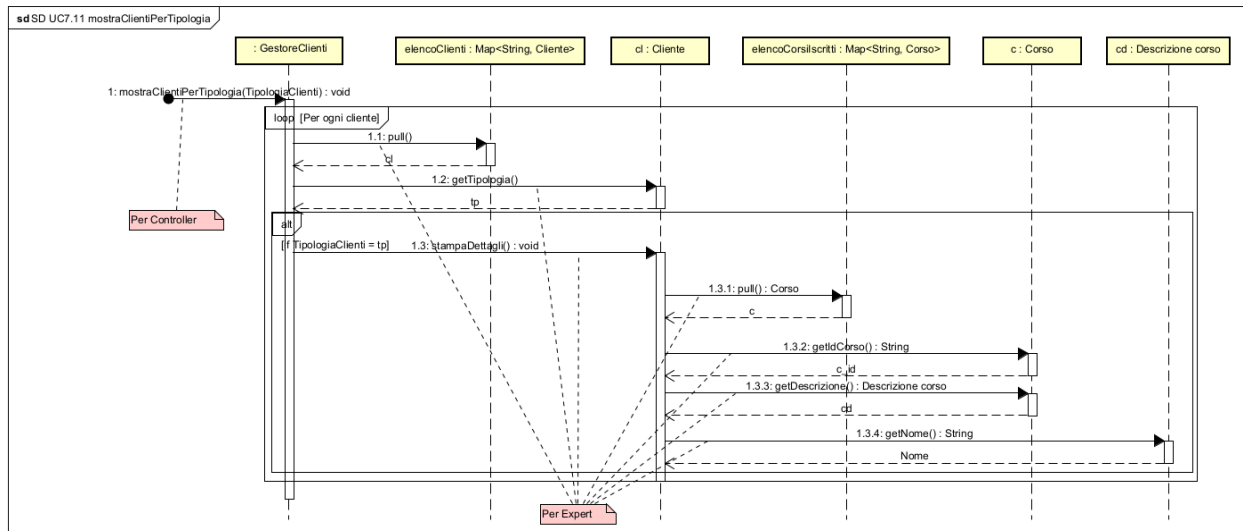 sd SD UC7.11 mostraClientiPerTipologia
: GestoreClienti
elencoClienti : Map<String, Cliente>
cl : Cliente
elencoCorsiIscritti : Map<String, Corso>
c : Corso
cd : Descrizione corso
1: mostraClientiPerTipologia(TipologiaClienti) : void
loop [Per ogni cliente]
1.1: pull()
cl
1.2: getTipologia()
tp
Per Controller
alt
[if TipologiaClienti = tp]
1.3: stampaDettagli() : void
1.3.1: pull() : Corso
c
1.3.2: getIdCorso() : String
c_id
1.3.3: getDescrizione() : Descrizione corso
cd
1.3.4: getNome() : String
Nome
Per Expert